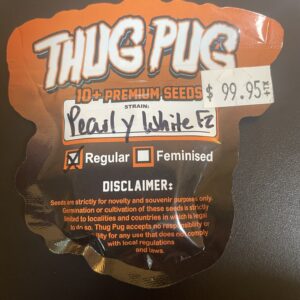 THUG PUG
10+ PREMIUM SEEDS
$ 99.95
STRAIN:
Pearly White F2
Regular Feminised
DISCLAIMER:
Seeds are strictly for novelty and souvenir purposes only.
Germination or cultivation of these seeds is strictly
limited to localities and countries in which is legal
to do so. Thug Pug accepts no responsibility or
for any use that does not comply
with local regulations
and laws.